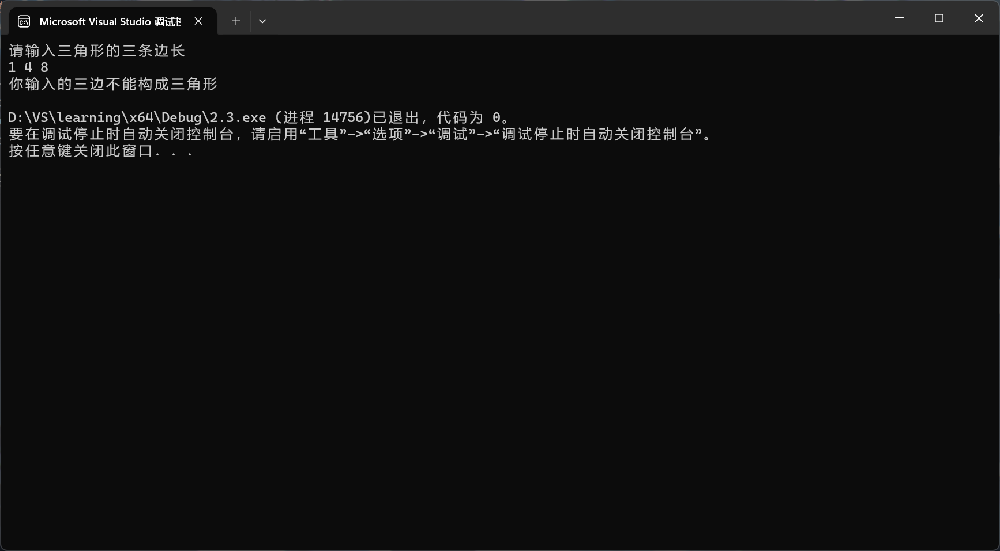 Microsoft Visual Studio 调试
请输入三角形的三条边长
1 4 8
你输入的三边不能构成三角形
D:\VS\learning\x64\Debug\2.3.exe (进程 14756)已退出，代码为 0。
要在调试停止时自动关闭控制台，请启用“工具”->“选项”->“调试”->“调试停止时自动关闭控制台”。
按任意键关闭此窗口. . .